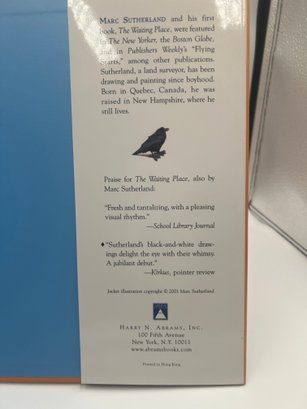 MARC SUTHERLAND and his first
book, The Waiting Place, were featured
by The New Yorker, the Boston Globe,
and in Publishers Weekly's "Flying
Starts," among other publications.
Sutherland, a land surveyor, has been
drawing and painting since boyhood.
Born in Quebec, Canada, he was
raised in New Hampshire, where he
still lives.
Praise for The Waiting Place, also by
Marc Sutherland:
"Fresh and tantalizing, with a pleasing
visual rhythm."
—School Library Journal
♦"Sutherland's black-and-white draw-
ings delight the eye with their whimsy.
A jubilant debut."
—Kirkus, pointer review
Jacket illustration copyright © 2001 Marc Sutherland
HARRY N. ABRAMS, INC.
100 Fifth Avenue
New York, N.Y. 10011
www.abramsbooks.com
Printed in Hong Kong